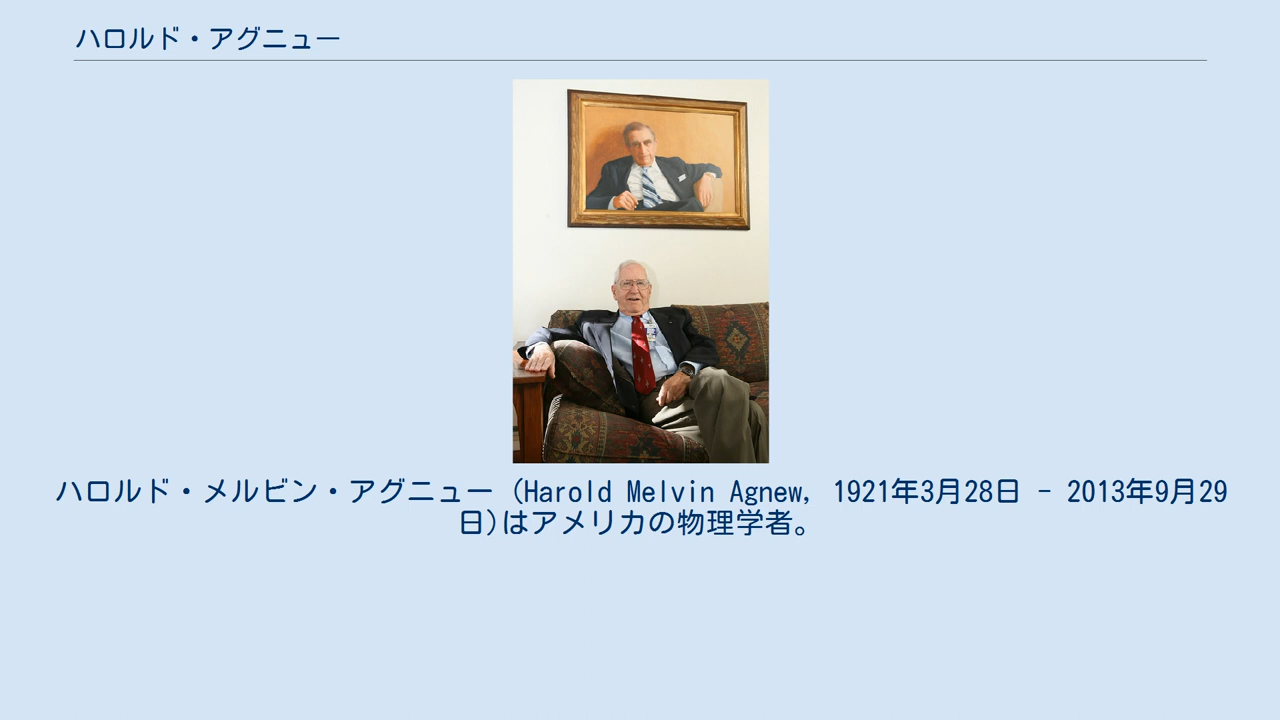 ハロルド・アグニュー
ハロルド・メルビン・アグニュー (Harold Melvin Agnew, 1921年3月28日 - 2013年9月29
日)はアメリカの物理学者。